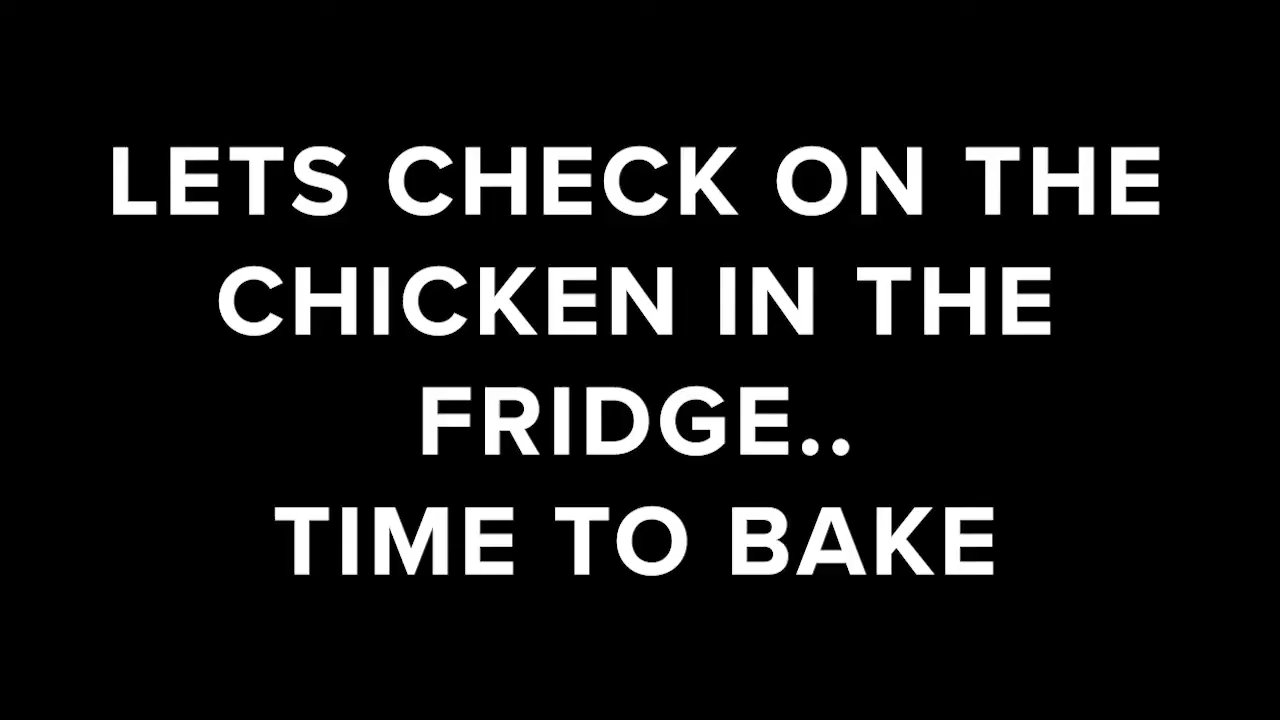 LETS CHECK ON THE
CHICKEN IN THE
FRIDGE..
TIME TO BAKE